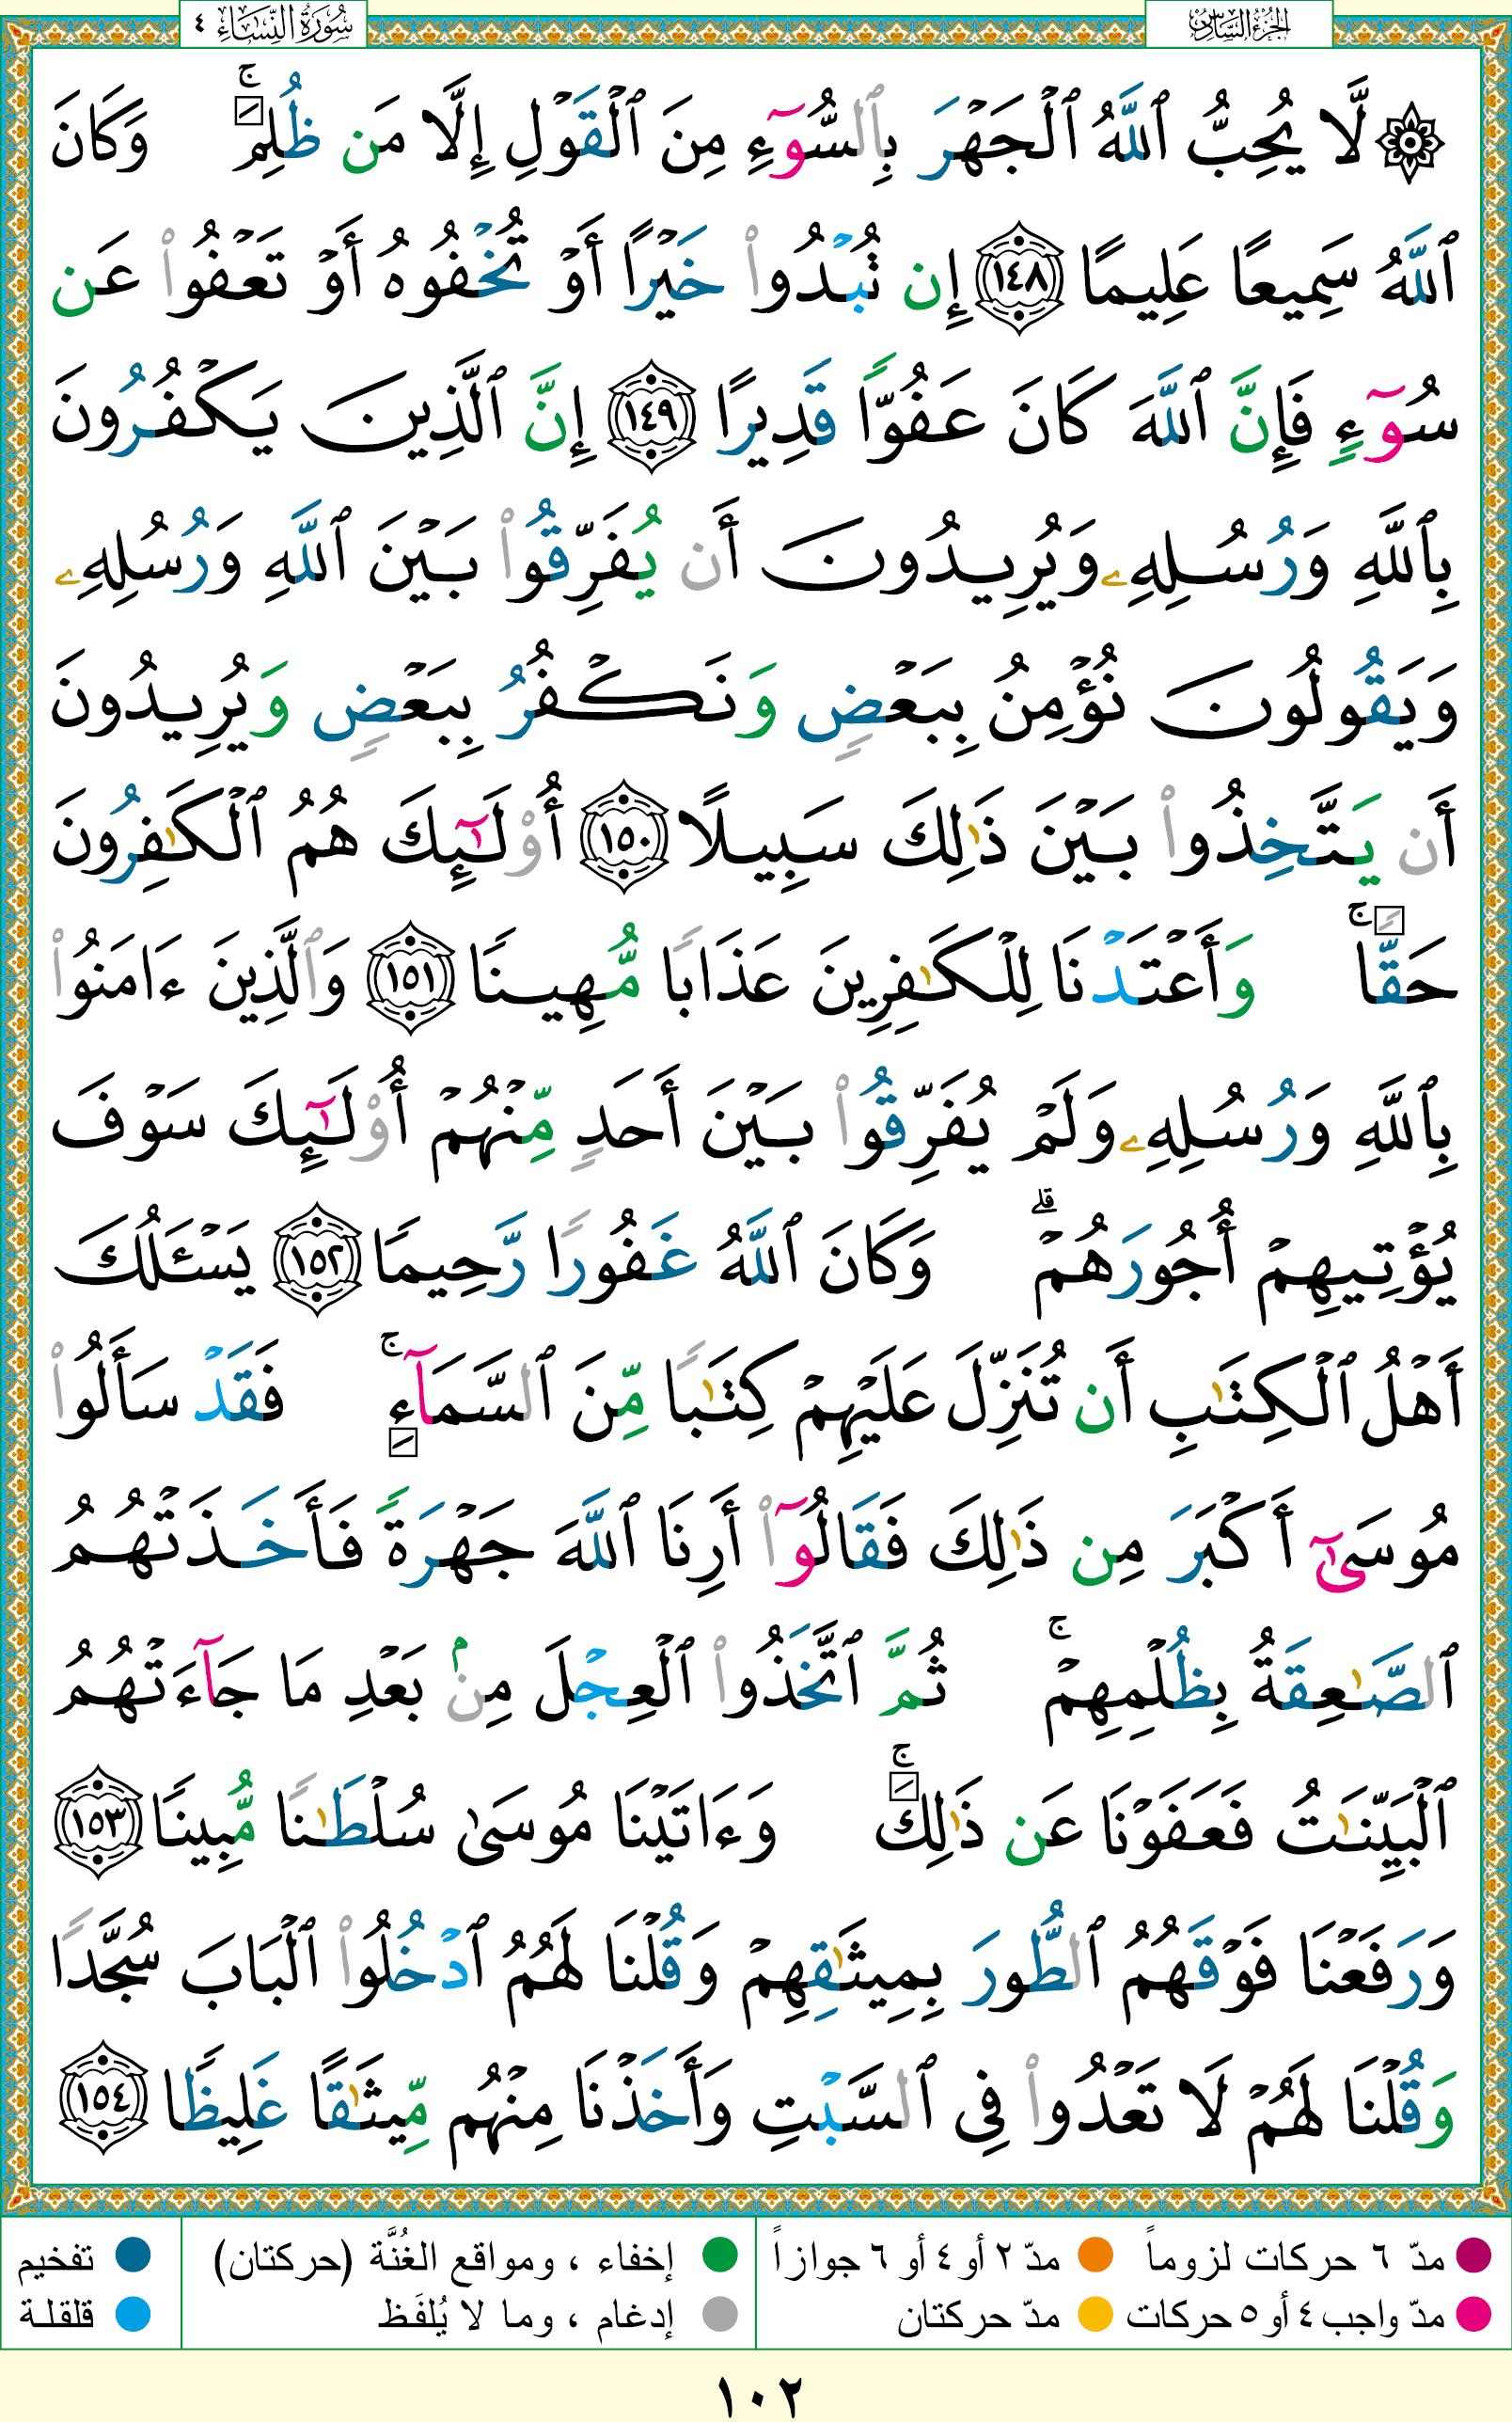 الجزء السادس
سورة النساء ٤
۞ لَّا يُحِبُّ ٱللَّهُ ٱلْجَهْرَ بِٱلسُّوٓءِ مِنَ ٱلْقَوْلِ إِلَّا مَن ظُلِمَ ۚ وَكَانَ
ٱللَّهُ سَمِيعًا عَلِيمًا ١٤٨ إِن تُبْدُوا۟ خَيْرًا أَوْ تُخْفُوهُ أَوْ تَعْفُوا۟ عَن
سُوٓءٍ فَإِنَّ ٱللَّهَ كَانَ عَفُوًّا قَدِيرًا ١٤٩ إِنَّ ٱلَّذِينَ يَكْفُرُونَ
بِٱللَّهِ وَرُسُلِهِۦ وَيُرِيدُونَ أَن يُفَرِّقُوا۟ بَيْنَ ٱللَّهِ وَرُسُلِهِۦ
وَيَقُولُونَ نُؤْمِنُ بِبَعْضٍ وَنَكْفُرُ بِبَعْضٍ وَيُرِيدُونَ
أَن يَتَّخِذُوا۟ بَيْنَ ذَٰلِكَ سَبِيلًا ١٥٠ أُو۟لَٰٓئِكَ هُمُ ٱلْكَٰفِرُونَ
حَقًّا ۚ وَأَعْتَدْنَا لِلْكَٰفِرِينَ عَذَابًا مُّهِينًا ١٥١ وَٱلَّذِينَ ءَامَنُوا۟
بِٱللَّهِ وَرُسُلِهِۦ وَلَمْ يُفَرِّقُوا۟ بَيْنَ أَحَدٍ مِّنْهُمْ أُو۟لَٰٓئِكَ سَوْفَ
يُؤْتِيهِمْ أُجُورَهُمْ ۗ وَكَانَ ٱللَّهُ غَفُورًا رَّحِيمًا ١٥٢ يَسْـَٔلُكَ
أَهْلُ ٱلْكِتَٰبِ أَن تُنَزِّلَ عَلَيْهِمْ كِتَٰبًا مِّنَ ٱلسَّمَآءِ ۚ فَقَدْ سَأَلُوا۟
مُوسَىٰٓ أَكْبَرَ مِن ذَٰلِكَ فَقَالُوٓا۟ أَرِنَا ٱللَّهَ جَهْرَةً فَأَخَذَتْهُمُ
ٱلصَّٰعِقَةُ بِظُلْمِهِمْ ۚ ثُمَّ ٱتَّخَذُوا۟ ٱلْعِجْلَ مِنۢ بَعْدِ مَا جَآءَتْهُمُ
ٱلْبَيِّنَٰتُ فَعَفَوْنَا عَن ذَٰلِكَ ۚ وَءَاتَيْنَا مُوسَىٰ سُلْطَٰنًا مُّبِينًا ١٥٣
وَرَفَعْنَا فَوْقَهُمُ ٱلطُّورَ بِمِيثَٰقِهِمْ وَقُلْنَا لَهُمُ ٱدْخُلُوا۟ ٱلْبَابَ سُجَّدًا
وَقُلْنَا لَهُمْ لَا تَعْدُوا۟ فِى ٱلسَّبْتِ وَأَخَذْنَا مِنْهُم مِّيثَٰقًا غَلِيظًا ١٥٤
مدّ ٦ حركات لزوماً مدّ ٢ أو ٤ أو ٦ جوازاً إخفاء ، ومواقع الغُنَّة (حركتان) تفخيم
مدّ واجب ٤ أو ٥ حركات مدّ حركتان إدغام ، وما لا يُلفَظ قلقلة
١٠٢